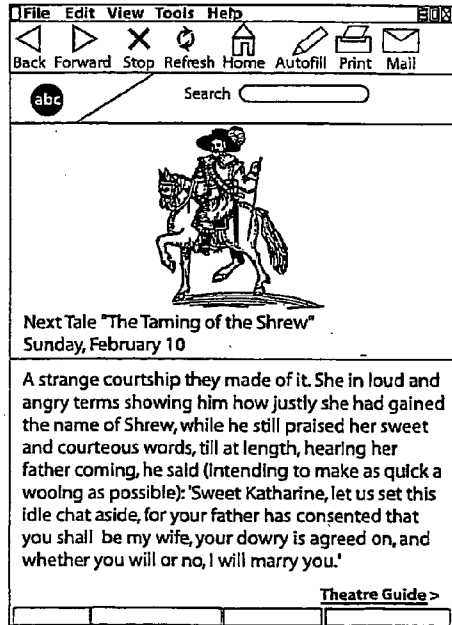 File Edit View Tools Help
Back Forward Stop Refresh Home Autofill Print Mail
abc
Search
Next Tale "The Taming of the Shrew"
Sunday, February 10
A strange courtship they made of it. She in loud and
angry terms showing him how justly she had gained
the name of Shrew, while he still praised her sweet
and courteous words, till at length, hearing her
father coming, he said (intending to make as quick a
wooing as possible): 'Sweet Katharine, let us set this
idle chat aside, for your father has consented that
you shall be my wife, your dowry is agreed on, and
whether you will or no, I will marry you.'
Theatre Guide >